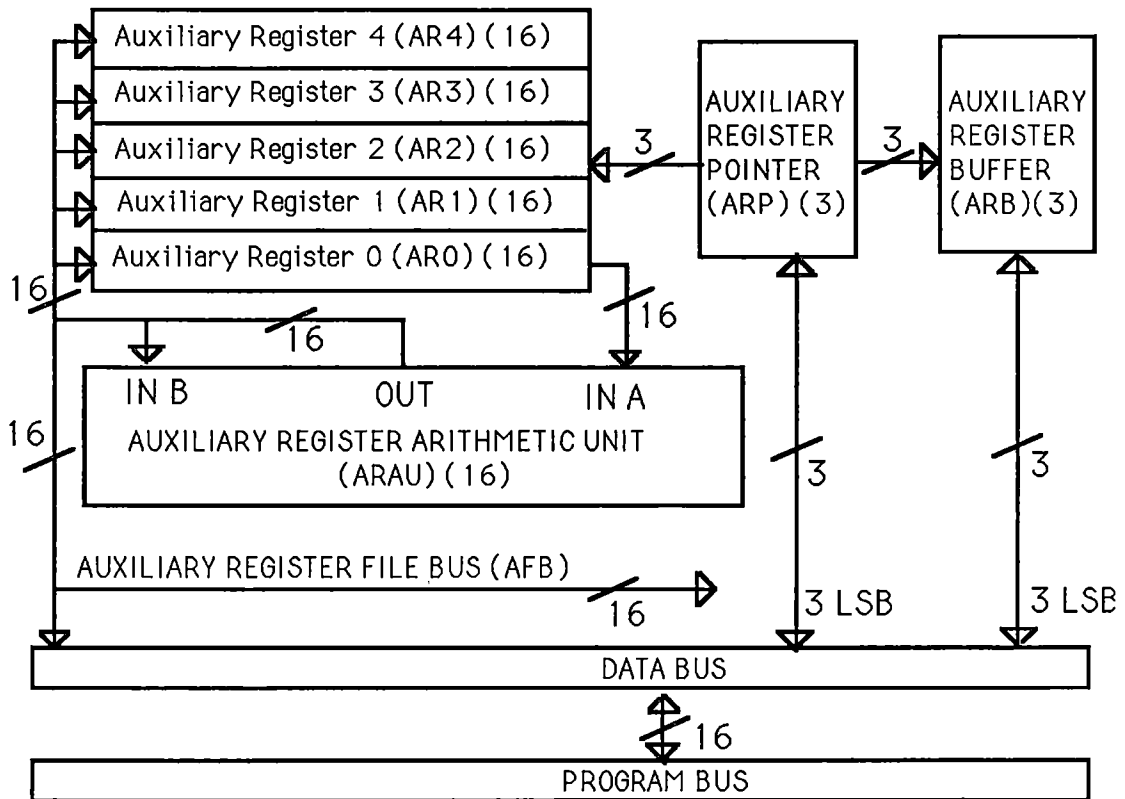 Auxiliary Register 4 (AR4) (16)
Auxiliary Register 3 (AR3) (16)
Auxiliary Register 2 (AR2) (16)
Auxiliary Register 1 (AR1) (16)
Auxiliary Register 0 (AR0) (16)
3
AUXILIARY
REGISTER
POINTER
(ARP) (3)
3
AUXILIARY
REGISTER
BUFFER
(ARB) (3)
16
16
16
IN B
OUT
IN A
16
AUXILIARY REGISTER ARITHMETIC UNIT
(ARAU) (16)
3
3
AUXILIARY REGISTER FILE BUS (AFB)
16
3 LSB
3 LSB
DATA BUS
16
PROGRAM BUS